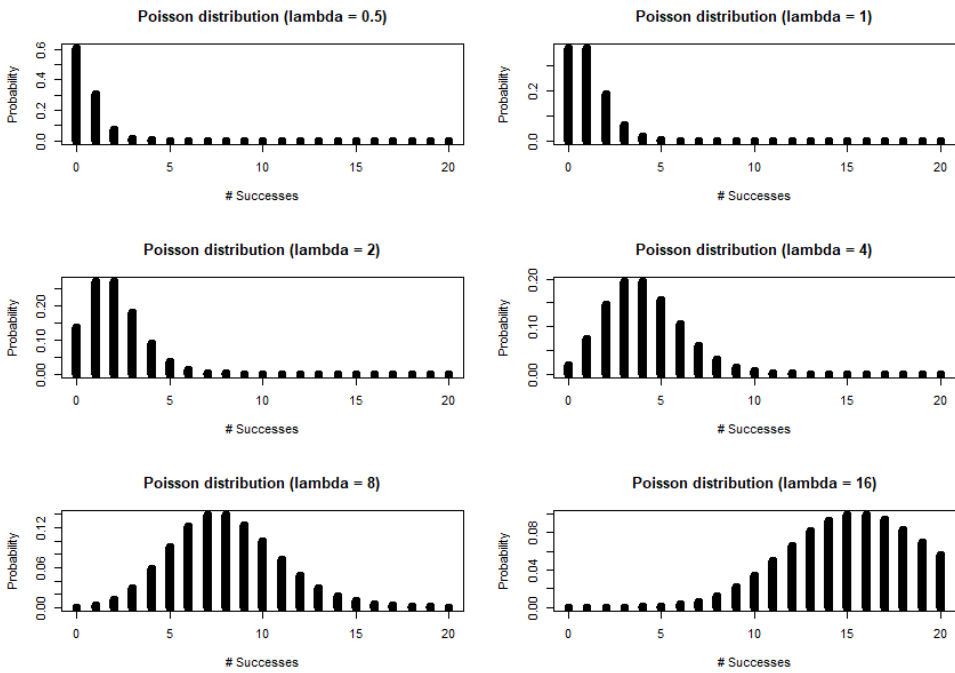 Poisson distribution (lambda = 0.5)
Probability
0.0 0.2 0.4 0.6
0 5 10 15 20
# Successes
Poisson distribution (lambda = 1)
Probability
0.0 0.2
0 5 10 15 20
# Successes
Poisson distribution (lambda = 2)
Probability
0.00 0.10 0.20
0 5 10 15 20
# Successes
Poisson distribution (lambda = 4)
Probability
0.00 0.10 0.20
0 5 10 15 20
# Successes
Poisson distribution (lambda = 8)
Probability
0.00 0.06 0.12
0 5 10 15 20
# Successes
Poisson distribution (lambda = 16)
Probability
0.00 0.04 0.08
0 5 10 15 20
# Successes